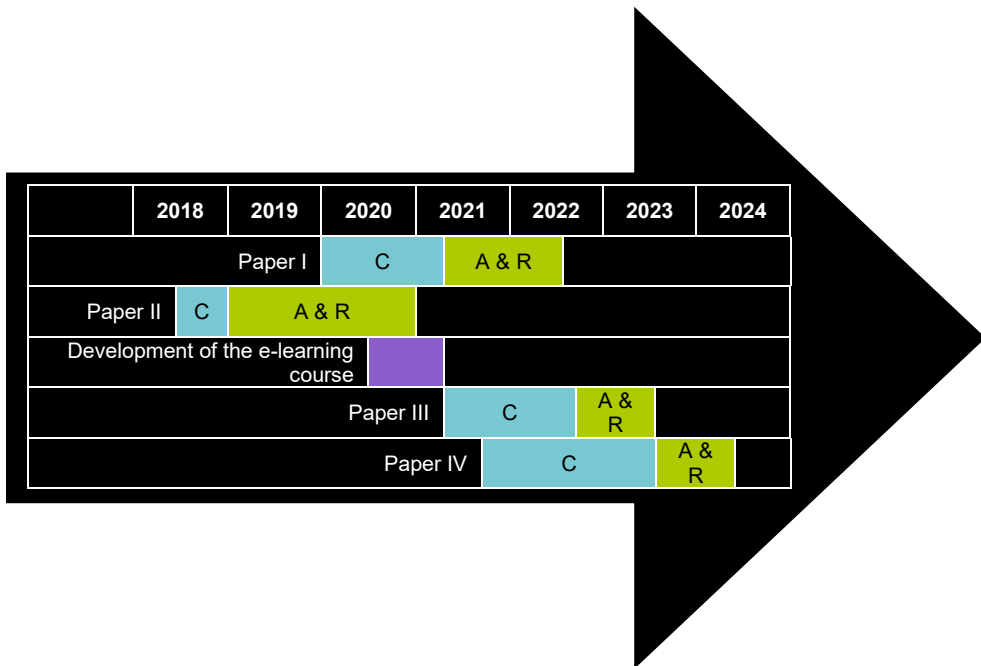 2018 2019 2020 2021 2022 2023 2024
Paper I C A & R
Paper II C A & R
Development of the e-learning
course
Paper III C A &
R
Paper IV C A &
R